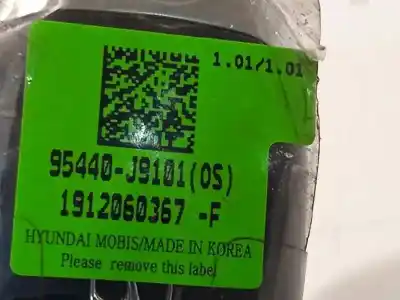 1.01/1.01
95440-J9101(OS)
1912060367 -F
HYUNDAI MOBIS/MADE IN KOREA
Please remove this label